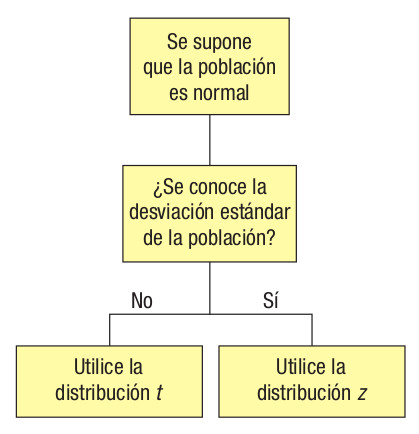 Se supone
que la población
es normal
¿Se conoce la
desviación estándar
de la población?
No
Sí
Utilice la
distribución t
Utilice la
distribución z